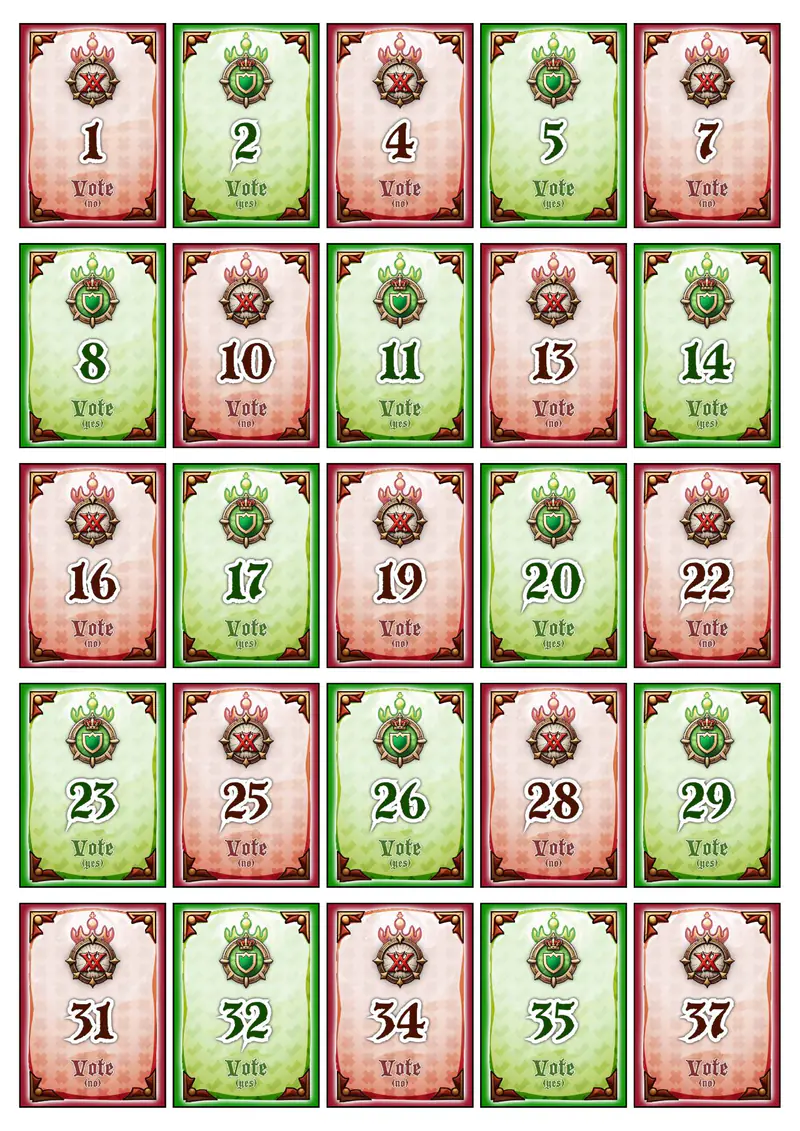 1 2 4 5 7
Vote Vote Vote Vote Vote
(no) (yes) (no) (yes) (no)
8 10 11 13 14
Vote Vote Vote Vote Vote
(yes) (no) (yes) (no) (yes)
16 17 19 20 22
Vote Vote Vote Vote Vote
(no) (yes) (no) (yes) (no)
23 25 26 28 29
Vote Vote Vote Vote Vote
(yes) (no) (yes) (no) (yes)
31 32 34 35 37
Vote Vote Vote Vote Vote
(no) (yes) (no) (yes) (no)